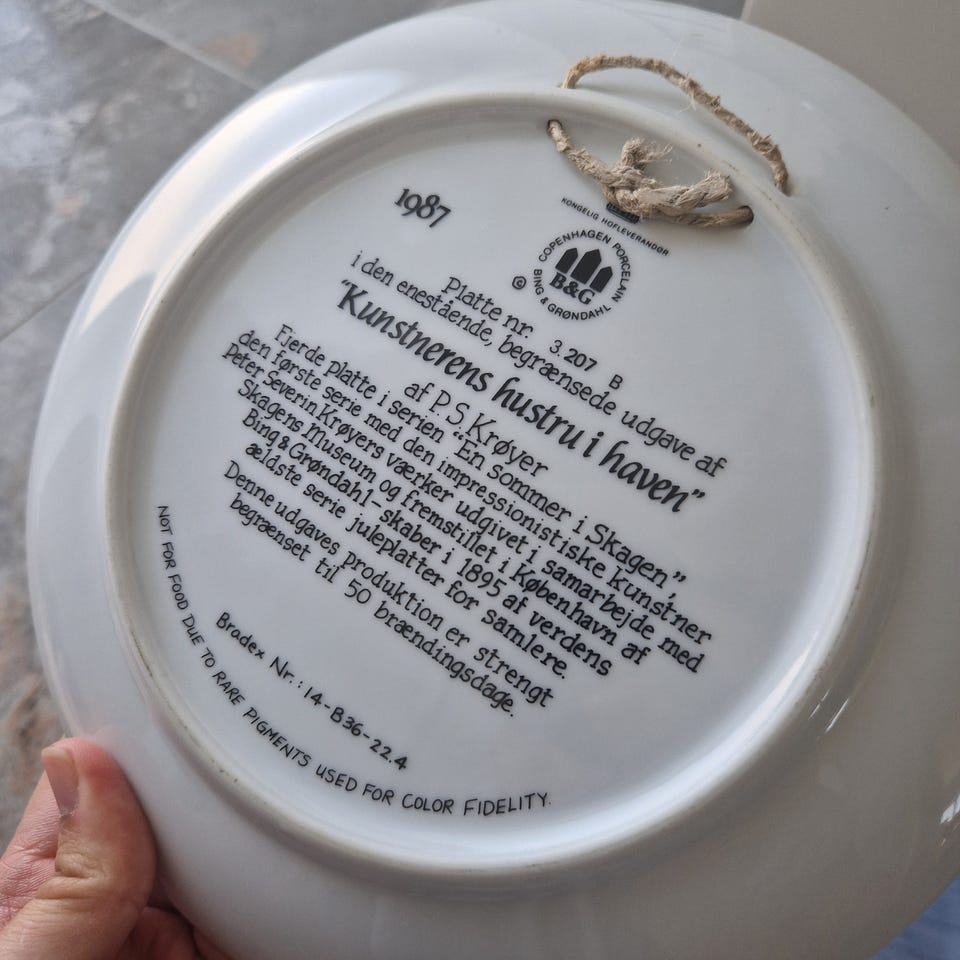 1987
KONGELIG HOFLEVERANDØR
COPENHAGEN PORCELAIN
B&G
© BING & GRØNDAHL
Platte nr. 3.207 B
i den enestående, begrænsede udgave af
"Kunstnerens hustru i haven"
af P.S. Krøyer
Fjerde platte i serien "En sommer i Skagen",
den første serie med den impressionistiske kunstner
Peter Severin Krøyers værker udgivet i samarbejde med
Skagens Museum og fremstillet i København af
Bing & Grøndahl – skaber i 1895 af verdens
ældste serie juleplatter for samlere.
Denne udgaves produktion er strengt
begrænset til 50 brændingsdage.
Bradex Nr.: 14-B36-22.4
NOT FOR FOOD DUE TO RARE PIGMENTS USED FOR COLOR FIDELITY.